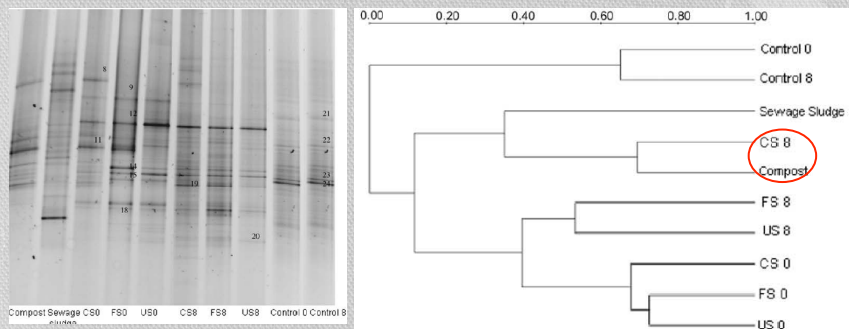 8
9
12
11
14
15
18
19
20
21
22
23
24
Compost Sewage sludge CS0 FS0 US0 CS8 FS8 US8 Control 0 Control 8
0.00 0.20 0.40 0.60 0.80 1.00
Control 0
Control 8
Sewage Sludge
CS 8
Compost
FS 8
US 8
CS 0
FS 0
US 0